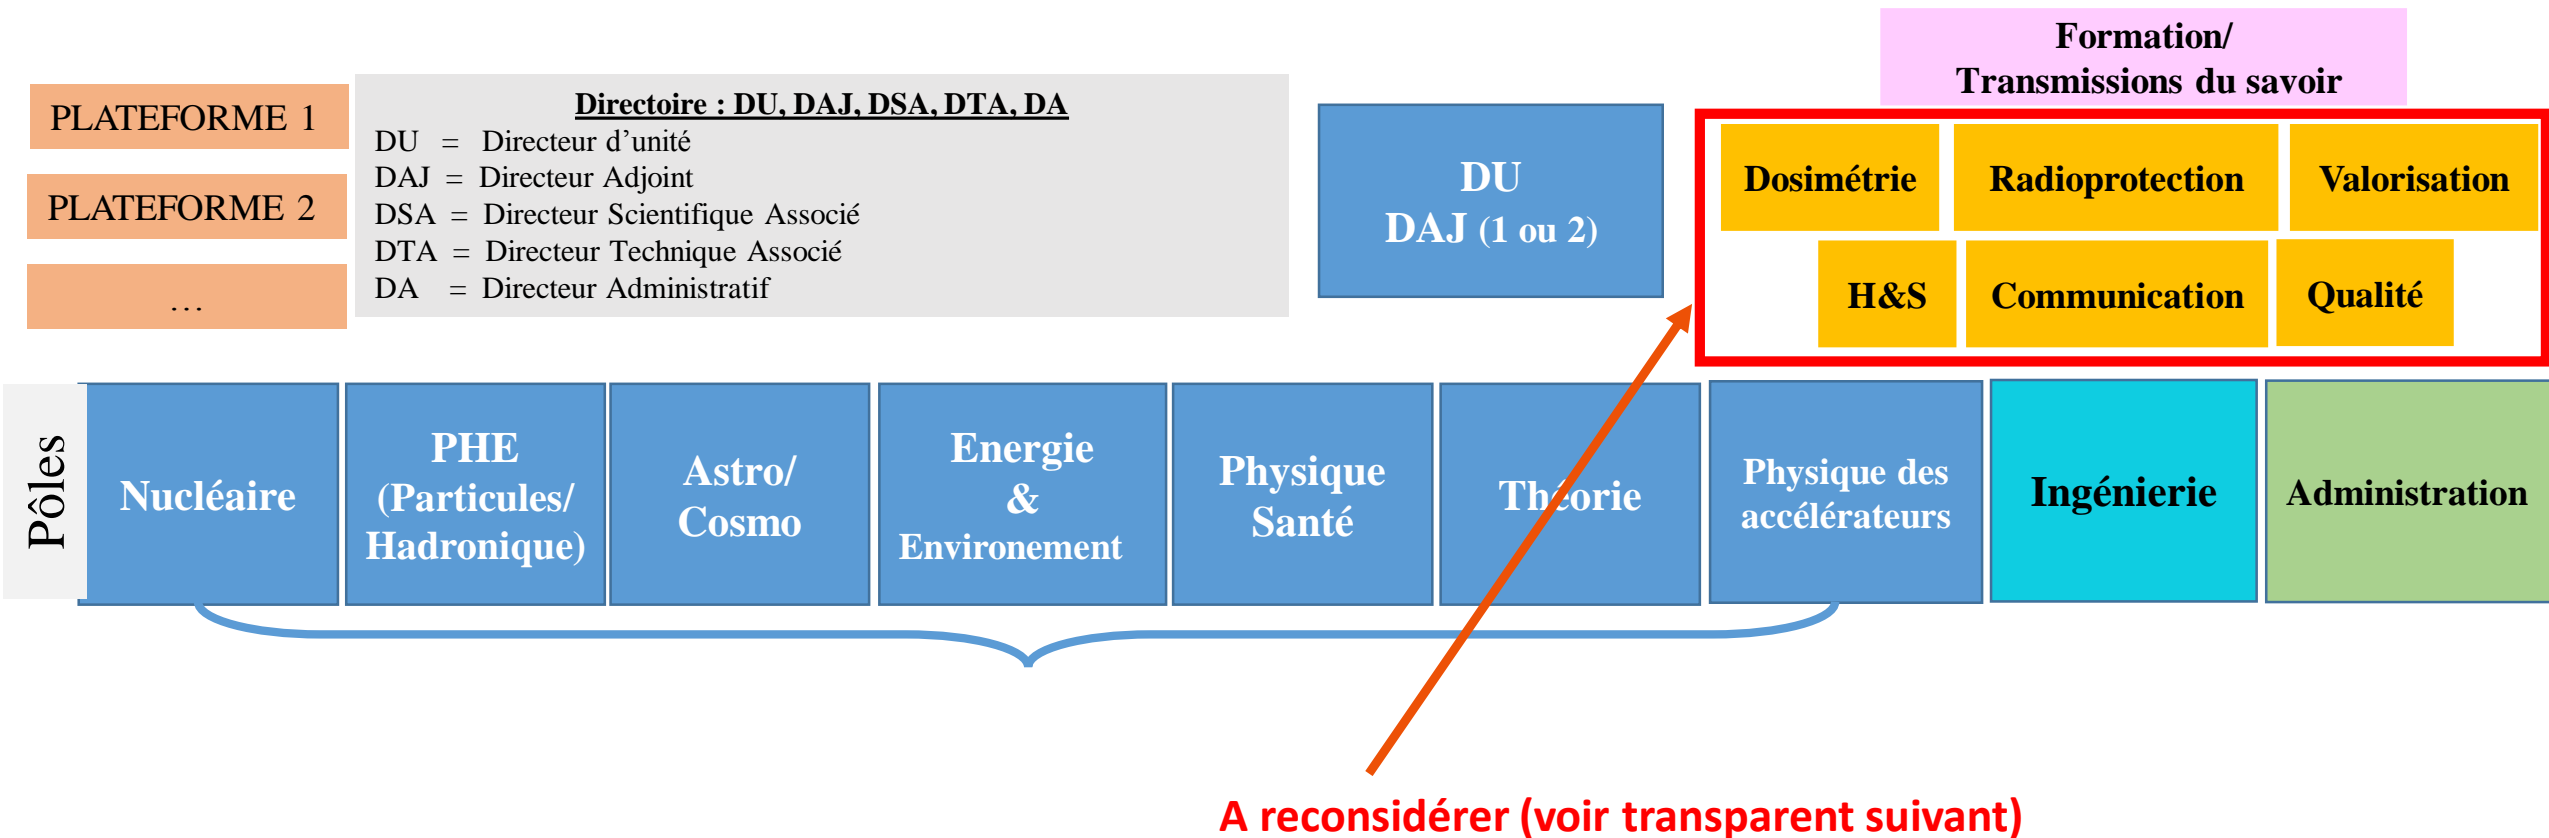 Formation/
Transmissions du savoir
PLATEFORME 1
PLATEFORME 2
…
Directoire : DU, DAJ, DSA, DTA, DA
DU = Directeur d’unité
DAJ = Directeur Adjoint
DSA = Directeur Scientifique Associé
DTA = Directeur Technique Associé
DA = Directeur Administratif
DU
DAJ (1 ou 2)
Dosimétrie
Radioprotection
Valorisation
H&S
Communication
Qualité
Pôles
Nucléaire
PHE
(Particules/
Hadronique)
Astro/
Cosmo
Energie
&
Environement
Physique
Santé
Théorie
Physique des
accélérateurs
Ingénierie
Administration
A reconsidérer (voir transparent suivant)